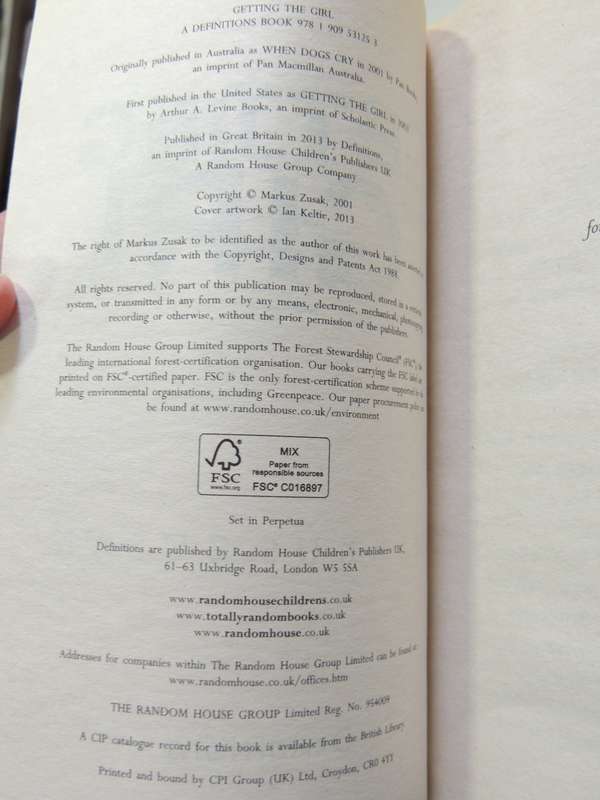 GETTING THE GIRL
A DEFINITIONS BOOK 978 1 909 53125 3
Originally published in Australia as WHEN DOGS CRY in 2001 by Pan
an imprint of Pan Macmillan Australia.
First published in the United States as GETTING THE GIRL in
by Arthur A. Levine Books, an imprint of Scholastic Press.
Published in Great Britain in 2013 by Definitions,
an imprint of Random House Children's Publishers UK
A Random House Group Company
Copyright © Markus Zusak, 2001
Cover artwork © Ian Keltie, 2013
The right of Markus Zusak to be identified as the author of this work has been
accordance with the Copyright, Designs and Patents Act 1988.
All rights reserved. No part of this publication may be reproduced, stored in a
system, or transmitted in any form or by any means, electronic, mechanical, photocopying,
recording or otherwise, without the prior permission of the publishers.
The Random House Group Limited supports The Forest Stewardship Council® (FSC®), the
leading international forest-certification organisation. Our books carrying the FSC label are
printed on FSC®-certified paper. FSC is the only forest-certification scheme supported by the
leading environmental organisations, including Greenpeace. Our paper procurement policy can
be found at www.randomhouse.co.uk/environment
FSC
www.fsc.org
MIX
Paper from
responsible sources
FSC® C016897
Set in Perpetua
Definitions are published by Random House Children's Publishers UK,
61–63 Uxbridge Road, London W5 5SA
www.randomhousechildrens.co.uk
www.totallyrandombooks.co.uk
www.randomhouse.co.uk
Addresses for companies within The Random House Group Limited can be found at:
www.randomhouse.co.uk/offices.htm
THE RANDOM HOUSE GROUP Limited Reg. No. 954009
A CIP catalogue record for this book is available from the British Library
Printed and bound by CPI Group (UK) Ltd, Croydon, CR0 4YY